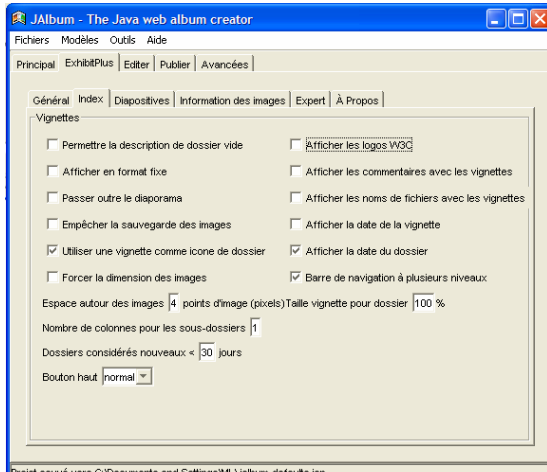 JAlbum - The Java web album creator
Fichiers Modèles Outils Aide
Principal ExhibitPlus Editer Publier Avancées
Général Index Diapositives Information des images Expert À Propos
Vignettes
Permettre la description de dossier vide Afficher les logos W3C
Afficher en format fixe Afficher les commentaires avec les vignettes
Passer outre le diaporama Afficher les noms de fichiers avec les vignettes
Empêcher la sauvegarde des images Afficher la date de la vignette
Utiliser une vignette comme icone de dossier Afficher la date du dossier
Forcer la dimension des images Barre de navigation à plusieurs niveaux
Espace autour des images 4 points d'image (pixels) Taille vignette pour dossier 100 %
Nombre de colonnes pour les sous-dossiers 1
Dossiers considérés nouveaux < 30 jours
Bouton haut normal